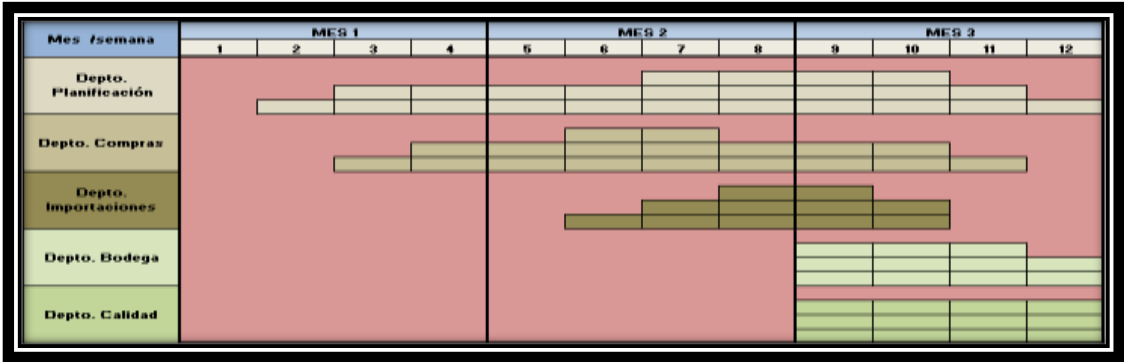 Mes /semana
MES 1 MES 2 MES 3
1 2 3 4 5 6 7 8 9 10 11 12
Depto.
Planificación
Depto. Compras
Depto.
Importaciones
Depto. Bodega
Depto. Calidad